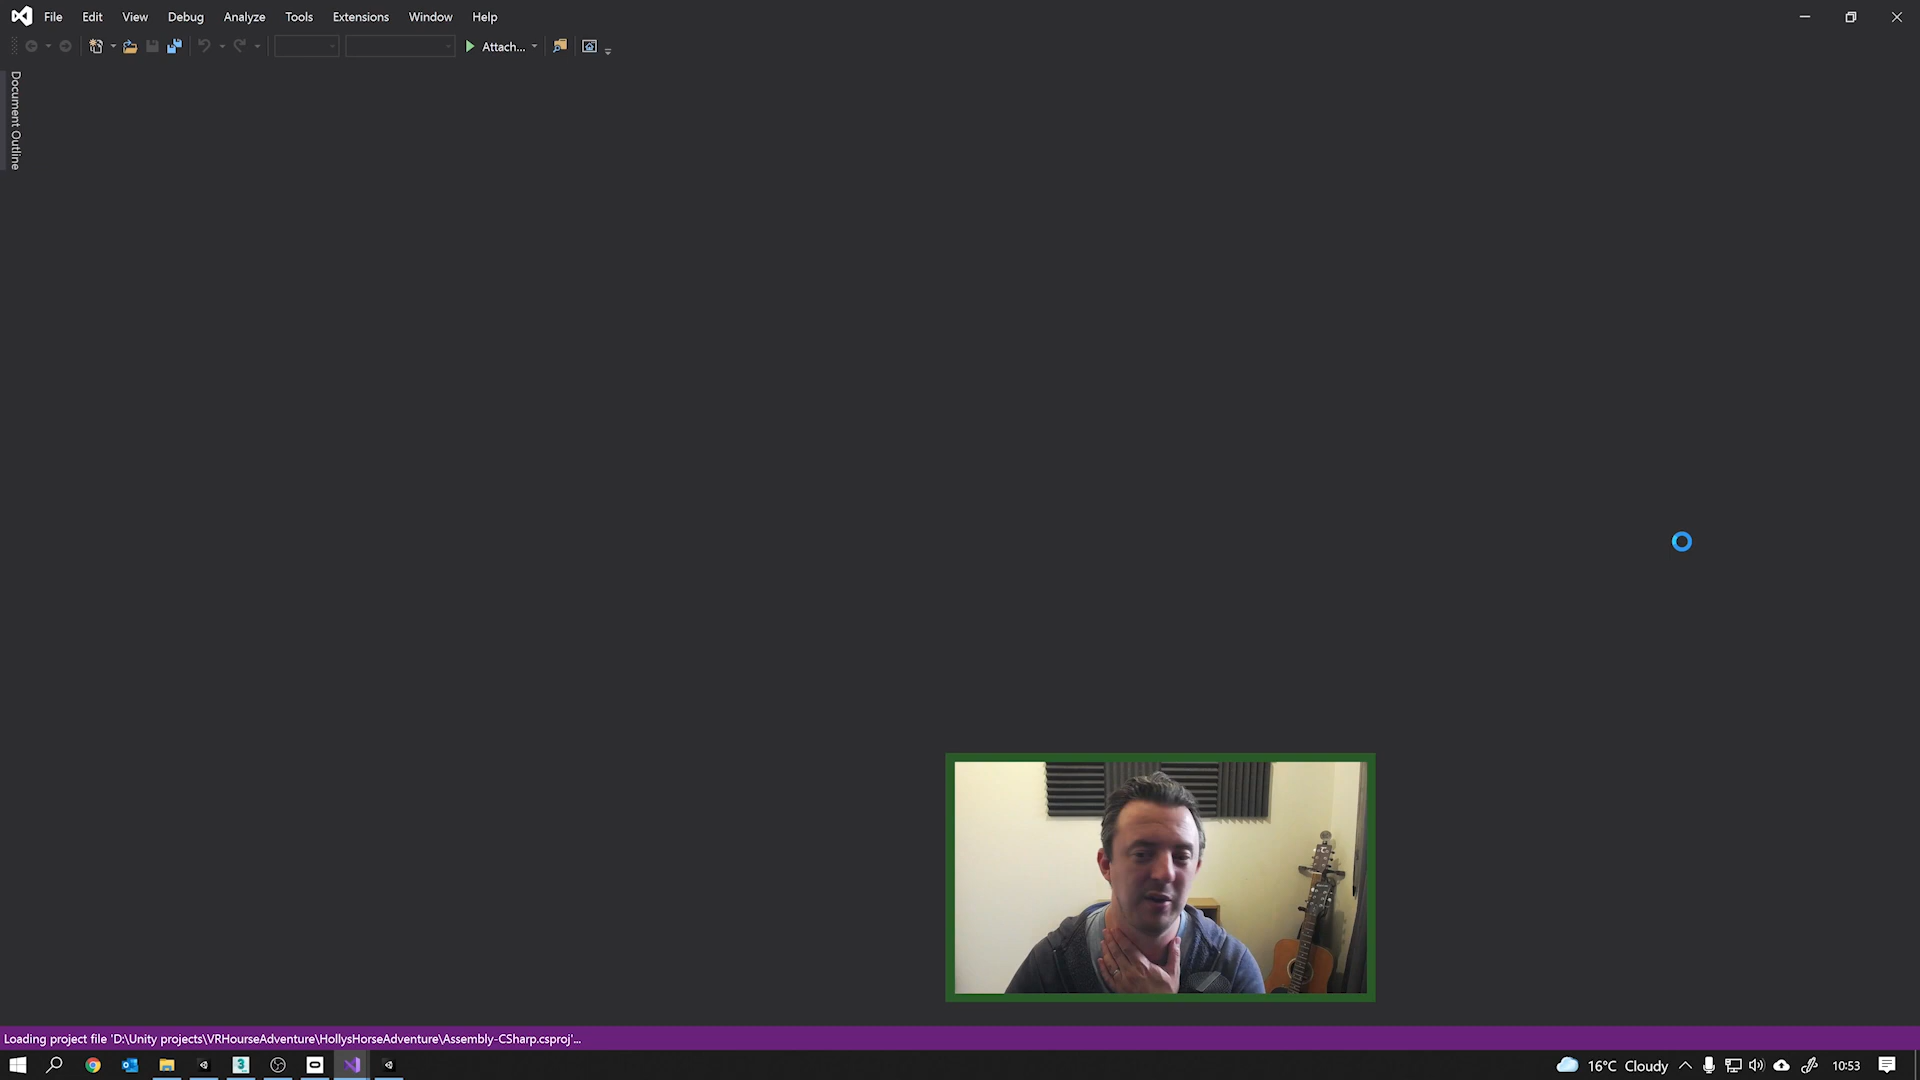 File Edit View Debug Analyze Tools Extensions Window Help
Attach...
Document Outline
Loading project file 'D:\Unity projects\VRHourseAdventure\HollysHorseAdventure\Assembly-CSharp.csproj'...
16°C Cloudy 10:53